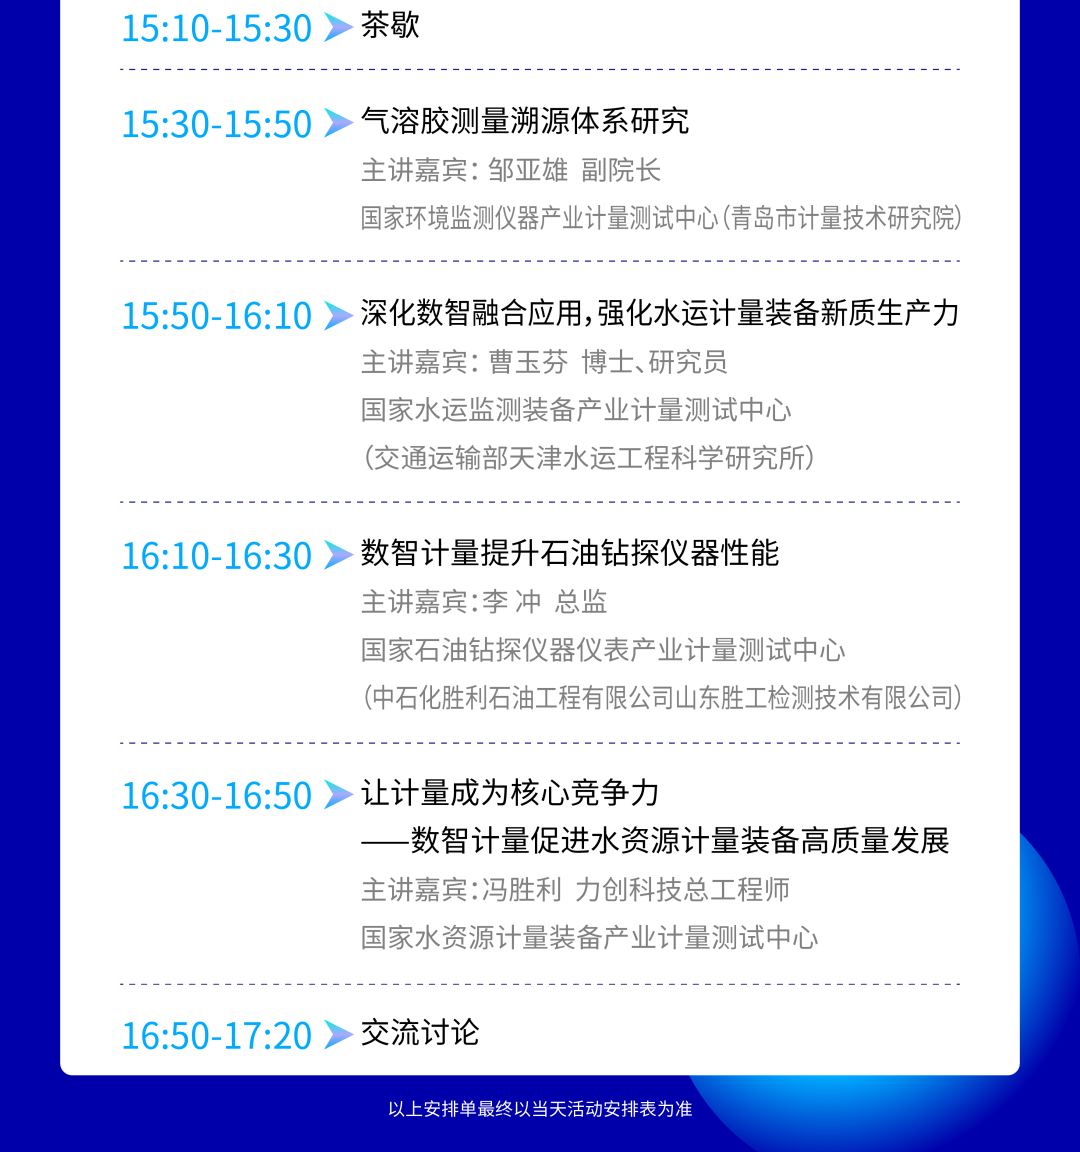 15:10-15:30 茶歇
15:30-15:50 气溶胶测量溯源体系研究
主讲嘉宾：邹亚雄 副院长
国家环境监测仪器产业计量测试中心（青岛市计量技术研究院）
15:50-16:10 深化数智融合应用，强化水运计量装备新质生产力
主讲嘉宾：曹玉芬 博士、研究员
国家水运监测装备产业计量测试中心
（交通运输部天津水运工程科学研究所）
16:10-16:30 数智计量提升石油钻探仪器性能
主讲嘉宾：李 冲 总监
国家石油钻探仪器仪表产业计量测试中心
（中石化胜利石油工程有限公司山东胜工检测技术有限公司）
16:30-16:50 让计量成为核心竞争力
——数智计量促进水资源计量装备高质量发展
主讲嘉宾：冯胜利 力创科技总工程师
国家水资源计量装备产业计量测试中心
16:50-17:20 交流讨论
以上安排单最终以当天活动安排表为准